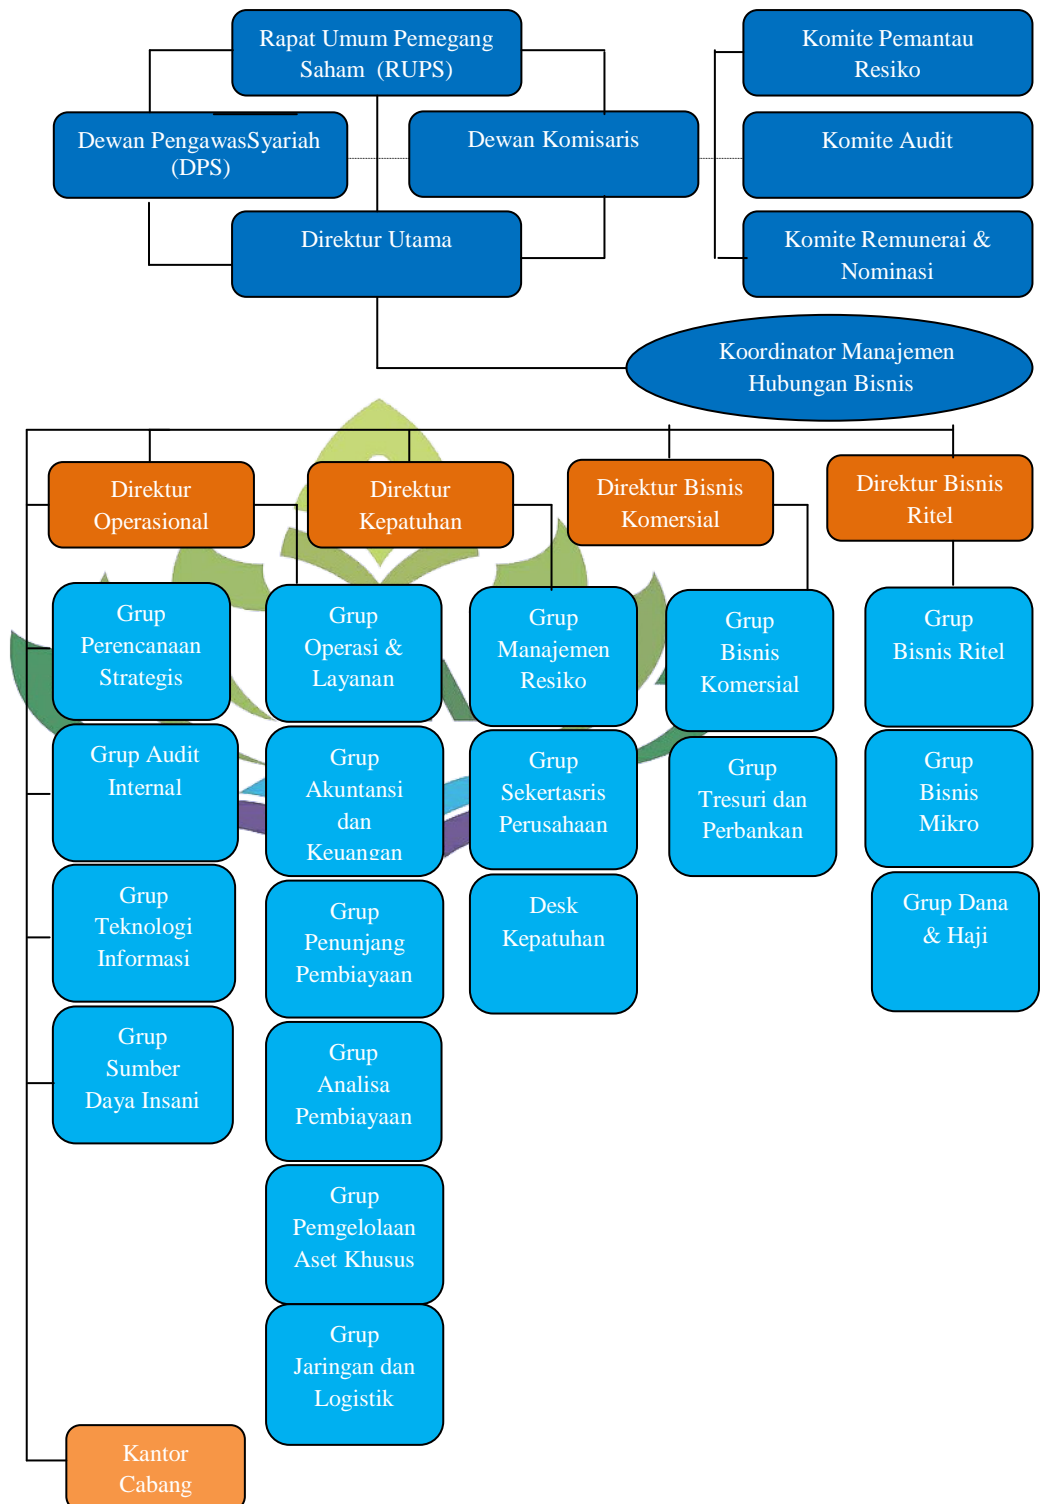 Rapat Umum Pemegang
Saham (RUPS)
Komite Pemantau
Resiko
Dewan PengawasSyariah
(DPS)
Dewan Komisaris
Komite Audit
Direktur Utama
Komite Remunerai &
Nominasi
Koordinator Manajemen
Hubungan Bisnis
Direktur
Operasional
Direktur
Kepatuhan
Direktur Bisnis
Komersial
Direktur Bisnis
Ritel
Grup
Perencanaan
Strategis
Grup
Operasi &
Layanan
Grup
Manajemen
Resiko
Grup
Bisnis
Komersial
Grup
Bisnis Ritel
Grup Audit
Internal
Grup
Akuntansi
dan
Keuangan
Grup
Sekertasris
Perusahaan
Grup
Tresuri dan
Perbankan
Grup
Bisnis
Mikro
Grup
Teknologi
Informasi
Grup
Penunjang
Pembiayaan
Desk
Kepatuhan
Grup Dana
& Haji
Grup
Sumber
Daya Insani
Grup
Analisa
Pembiayaan
Grup
Pemgelolaan
Aset Khusus
Grup
Jaringan dan
Logistik
Kantor
Cabang